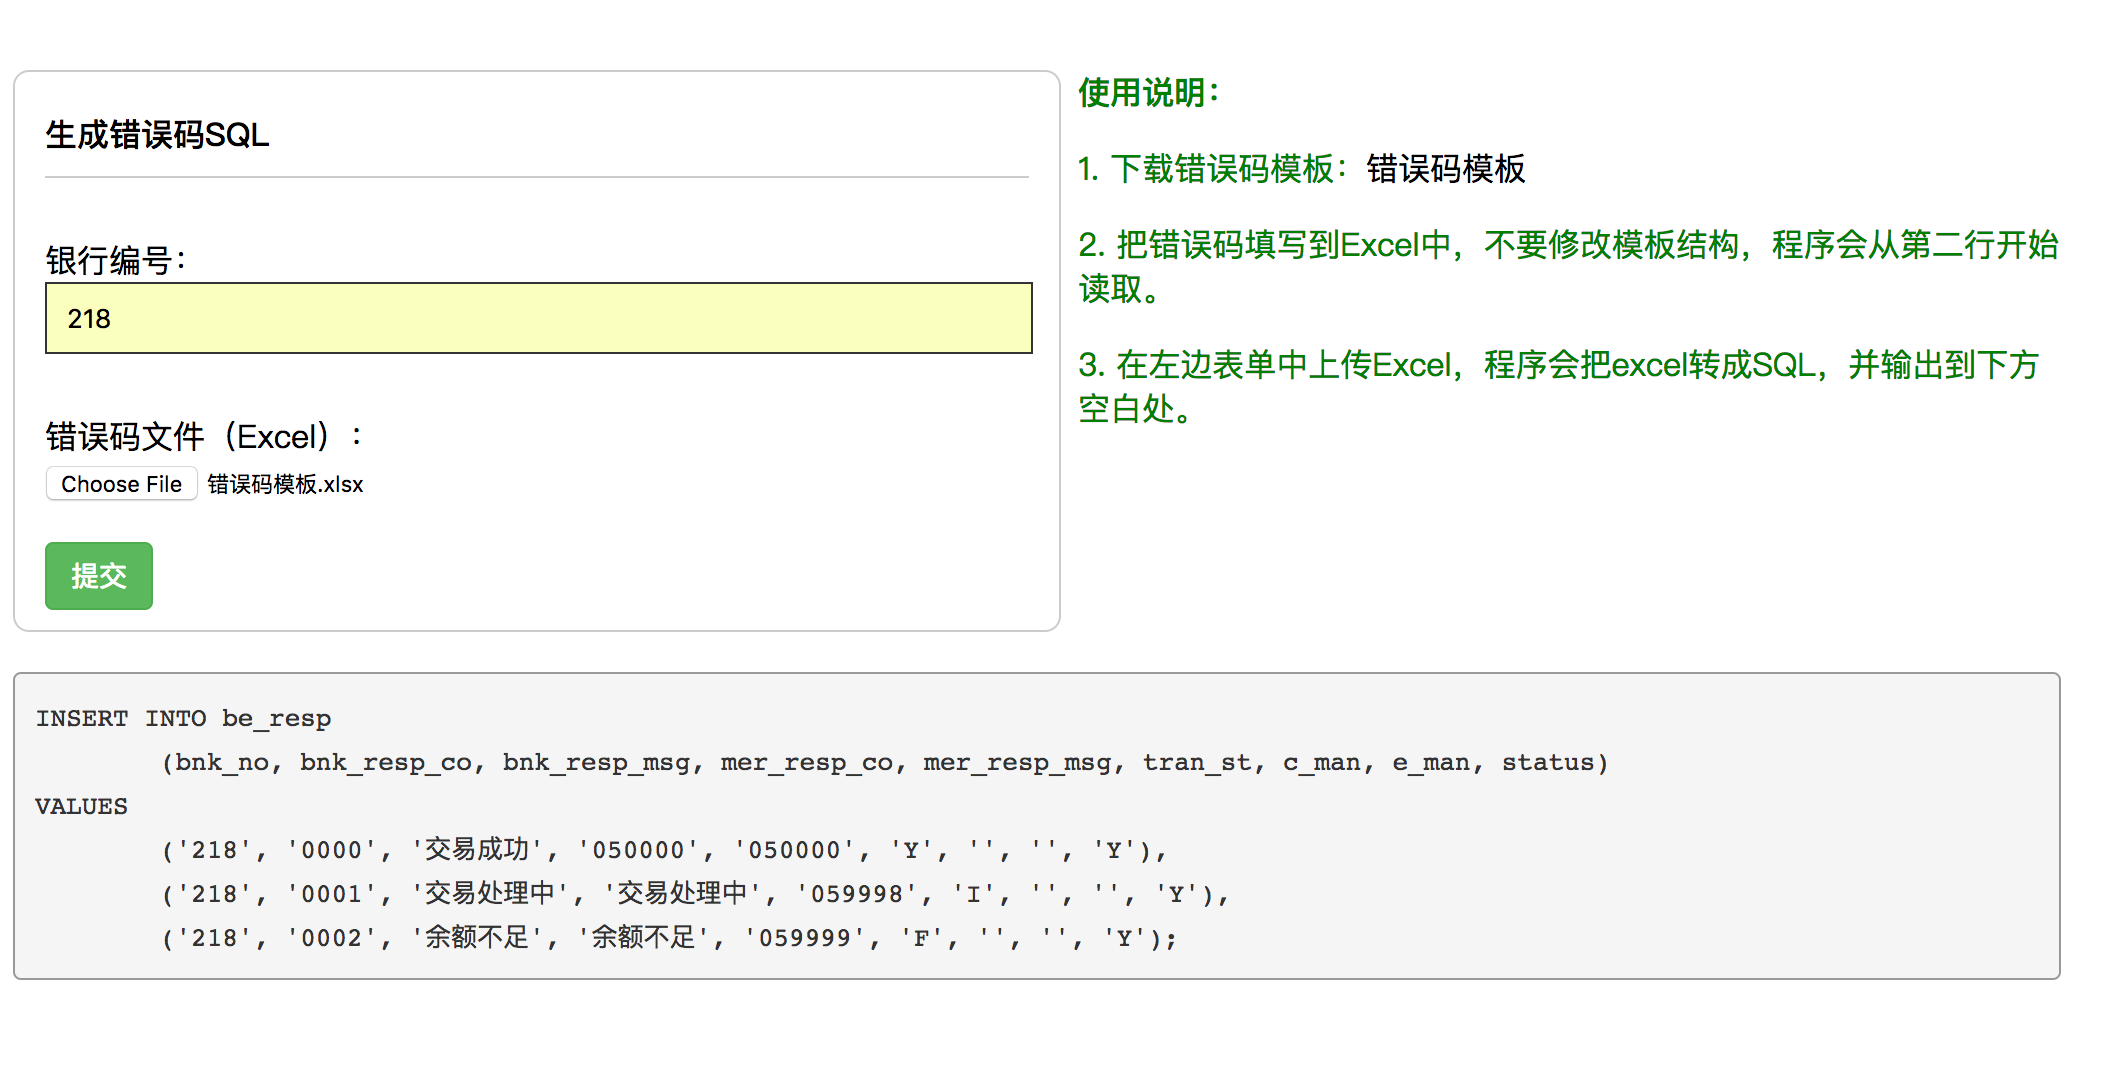 生成错误码SQL
银行编号：
218
错误码文件（Excel）：
Choose File 错误码模板.xlsx
提交
使用说明：
1. 下载错误码模板：错误码模板
2. 把错误码填写到Excel中，不要修改模板结构，程序会从第二行开始
读取。
3. 在左边表单中上传Excel，程序会把excel转成SQL，并输出到下方
空白处。
INSERT INTO be_resp
(bnk_no, bnk_resp_co, bnk_resp_msg, mer_resp_co, mer_resp_msg, tran_st, c_man, e_man, status)
VALUES
('218', '0000', '交易成功', '050000', '050000', 'Y', '', '', 'Y'),
('218', '0001', '交易处理中', '交易处理中', '059998', 'I', '', '', 'Y'),
('218', '0002', '余额不足', '余额不足', '059999', 'F', '', '', 'Y');